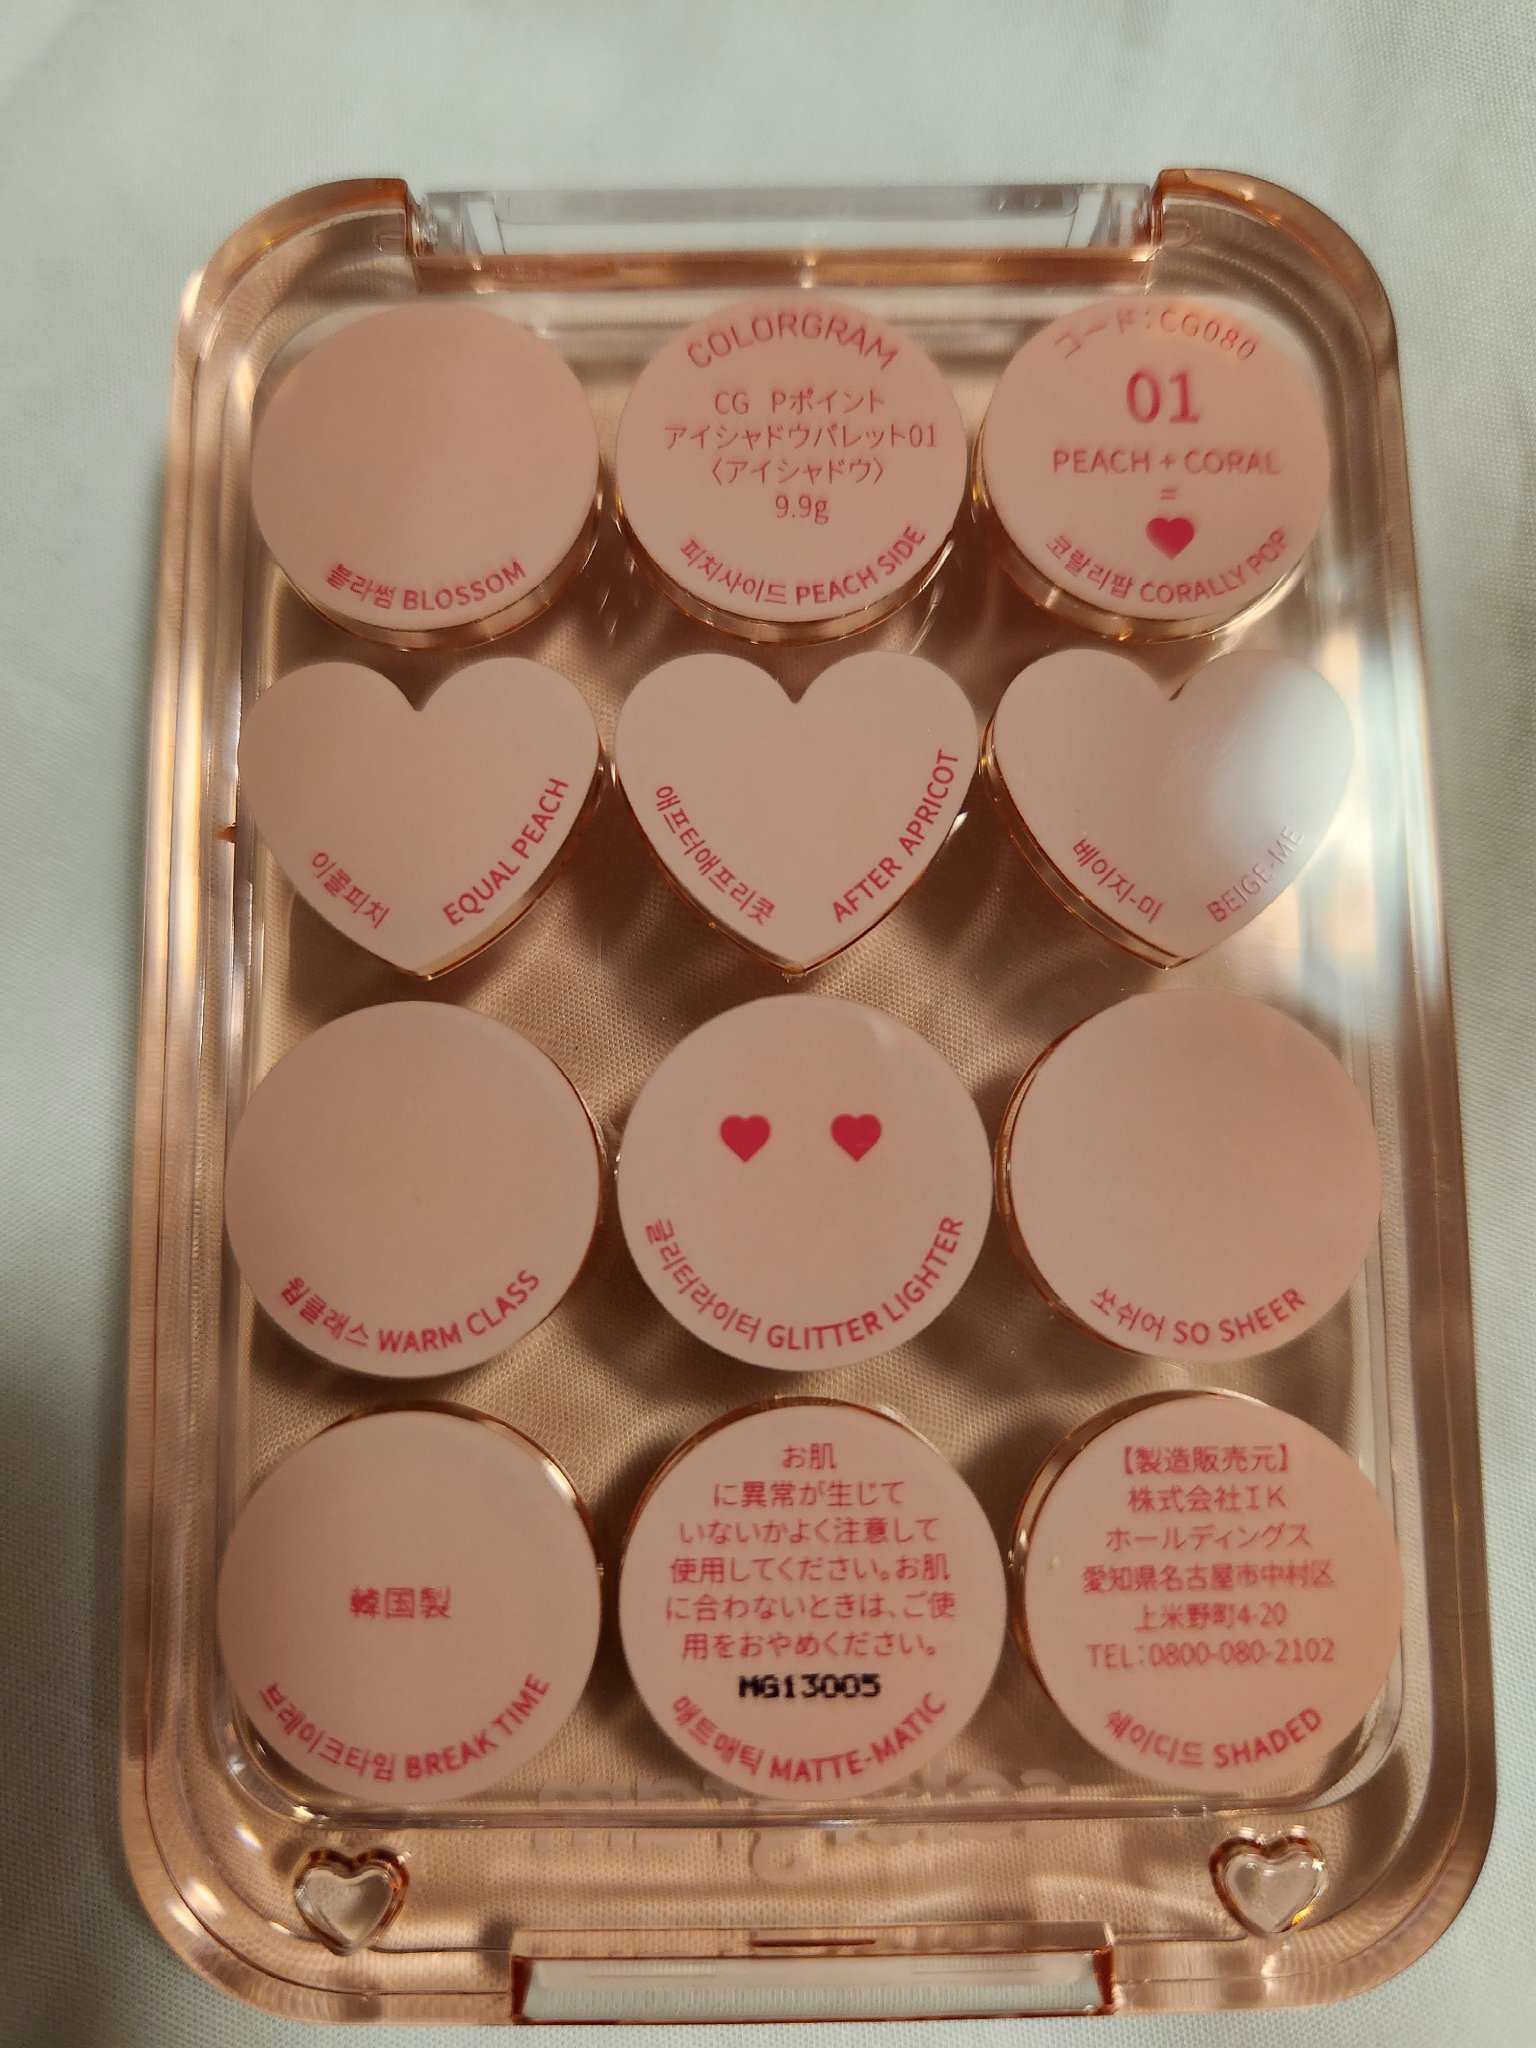 블라썸 BLOSSOM
COLORGRAM
CG Pポイント
アイシャドウパレット01
〈アイシャドウ〉
9.9g
피치사이드 PEACH SIDE
コード:CG080
01
PEACH + CORAL
=
코랄리팝 CORALLY POP
이퀄피치 EQUAL PEACH
애프터애프리콧 AFTER APRICOT
베이지-미 BEIGE-ME
웜클래스 WARM CLASS
글리터라이터 GLITTER LIGHTER
쏘쉬어 SO SHEER
韓国製
브레이크타임 BREAK TIME
お肌
に異常が生じて
いないかよく注意して
使用してください。お肌
に合わないときは、ご使
用をおやめください。
MG13005
매트매틱 MATTE-MATIC
【製造販売元】
株式会社IK
ホールディングス
愛知県名古屋市中村区
上米野町4-20
TEL:0800-080-2102
쉐이디드 SHADED
colorgram